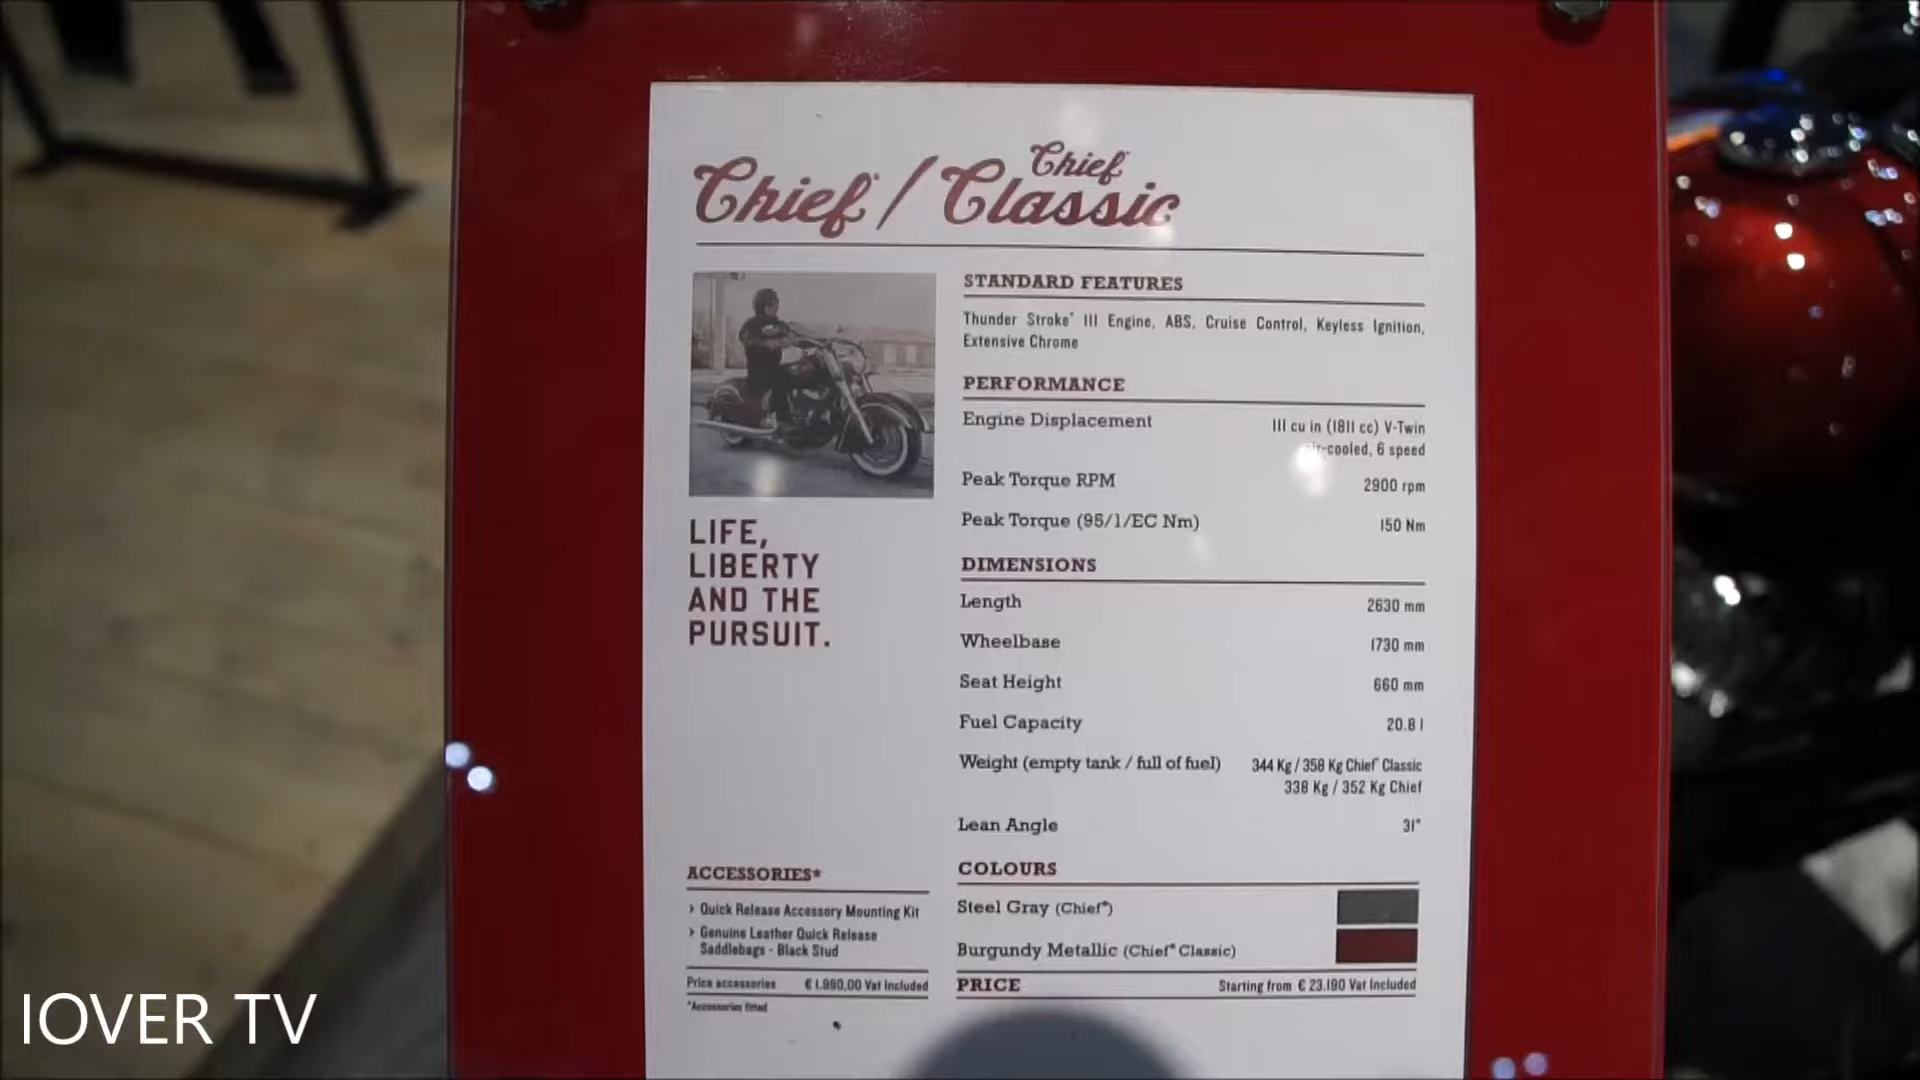 Chief / Chief Classic
STANDARD FEATURES
Thunder Stroke® 111 Engine, ABS, Cruise Control, Keyless Ignition,
Extensive Chrome
PERFORMANCE
Engine Displacement 111 cu in (1811 cc) V-Twin
air-cooled, 6 speed
Peak Torque RPM 2900 rpm
Peak Torque (95/1/EC Nm) 150 Nm
LIFE,
LIBERTY
AND THE
PURSUIT.
DIMENSIONS
Length 2630 mm
Wheelbase 1730 mm
Seat Height 660 mm
Fuel Capacity 20.8 l
Weight (empty tank / full of fuel) 344 Kg / 358 Kg Chief® Classic
338 Kg / 352 Kg Chief
Lean Angle 31°
ACCESSORIES*
› Quick Release Accessory Mounting Kit
› Genuine Leather Quick Release
Saddlebags - Black Stud
Price accessories € 1.990,00 Vat Included
*Accessories fitted
COLOURS
Steel Gray (Chief®)
Burgundy Metallic (Chief® Classic)
PRICE Starting from € 23.190 Vat Included
IOVER TV